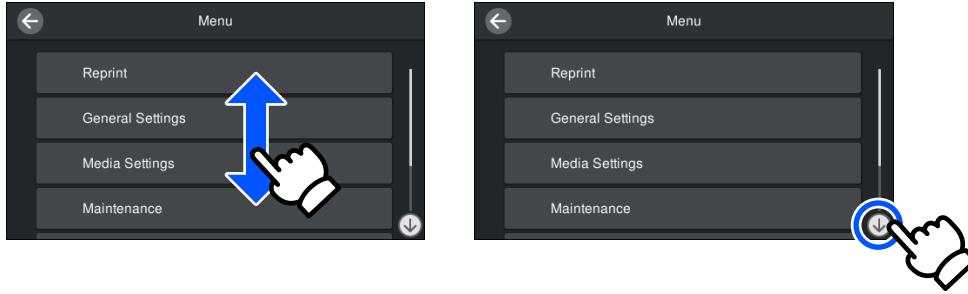 Menu
Reprint
General Settings
Media Settings
Maintenance
Menu
Reprint
General Settings
Media Settings
Maintenance